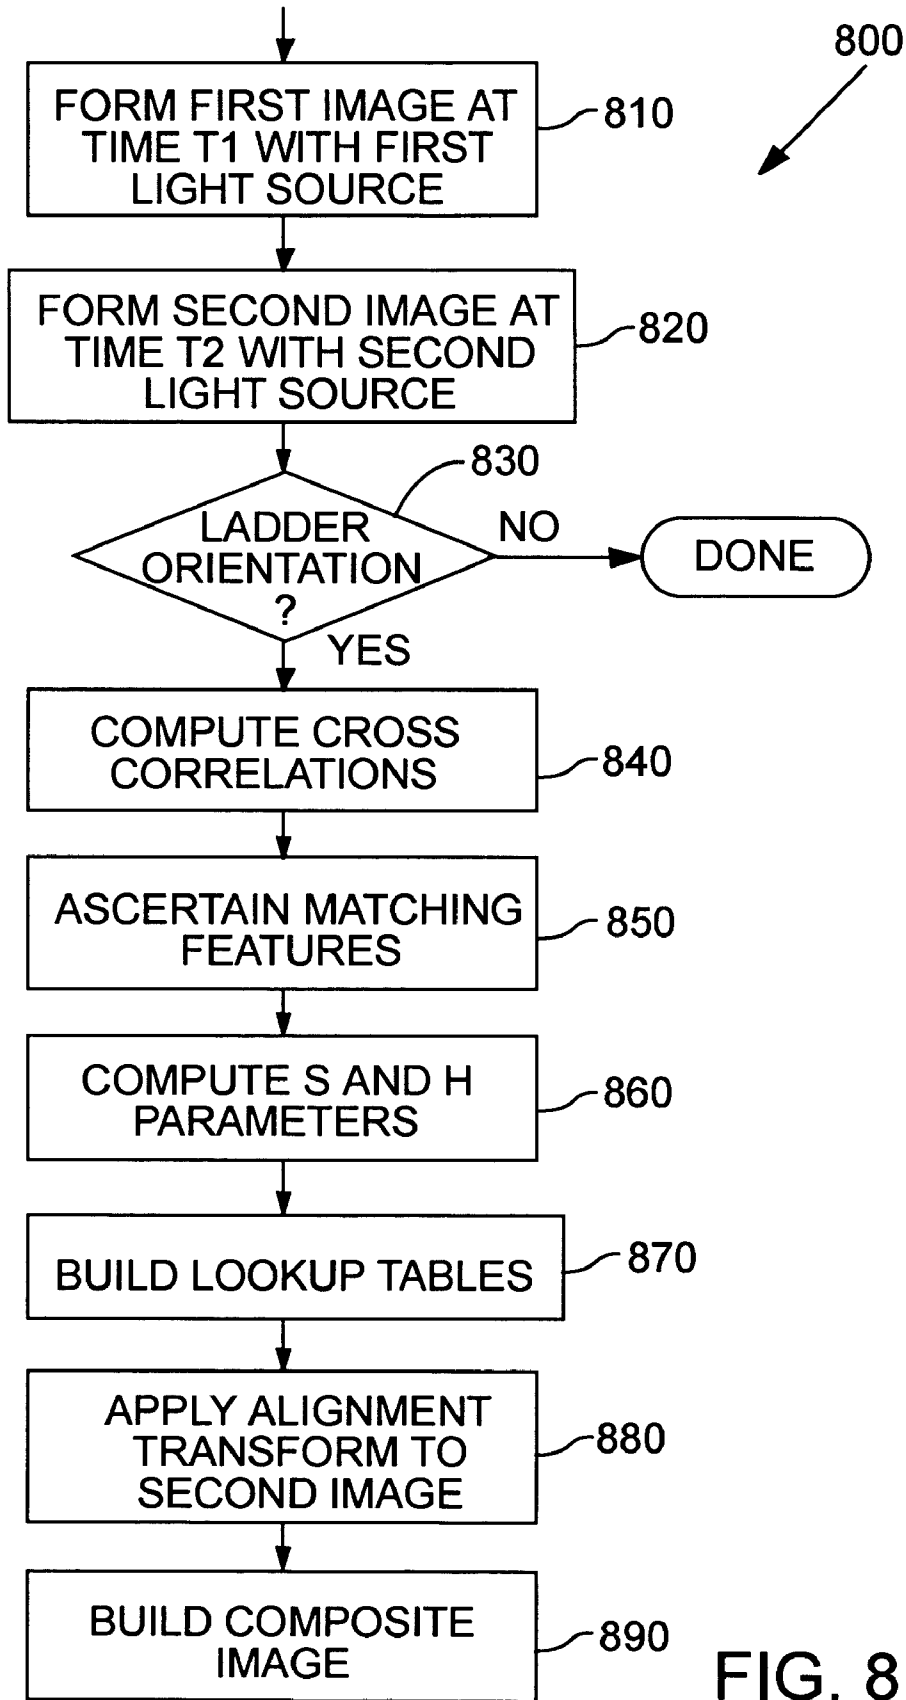 800
FORM FIRST IMAGE AT
TIME T1 WITH FIRST
LIGHT SOURCE
810
FORM SECOND IMAGE AT
TIME T2 WITH SECOND
LIGHT SOURCE
820
830
LADDER
ORIENTATION
?
NO
DONE
YES
COMPUTE CROSS
CORRELATIONS
840
ASCERTAIN MATCHING
FEATURES
850
COMPUTE S AND H
PARAMETERS
860
BUILD LOOKUP TABLES
870
APPLY ALIGNMENT
TRANSFORM TO
SECOND IMAGE
880
BUILD COMPOSITE
IMAGE
890
FIG. 8